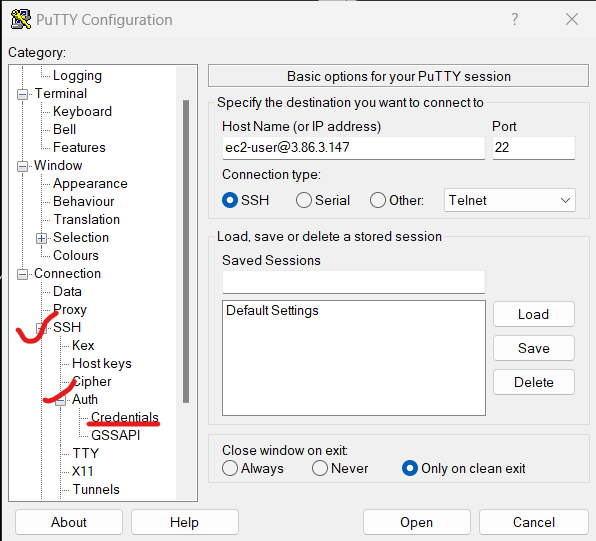 PuTTY Configuration
? ×
Category:
Logging
Terminal
Keyboard
Bell
Features
Window
Appearance
Behaviour
Translation
Selection
Colours
Connection
Data
Proxy
SSH
Kex
Host keys
Cipher
Auth
Credentials
GSSAPI
TTY
X11
Tunnels
Basic options for your PuTTY session
Specify the destination you want to connect to
Host Name (or IP address) Port
ec2-user@3.86.3.147 22
Connection type:
SSH Serial Other: Telnet
Load, save or delete a stored session
Saved Sessions
Default Settings
Load
Save
Delete
Close window on exit:
Always Never Only on clean exit
About Help Open Cancel